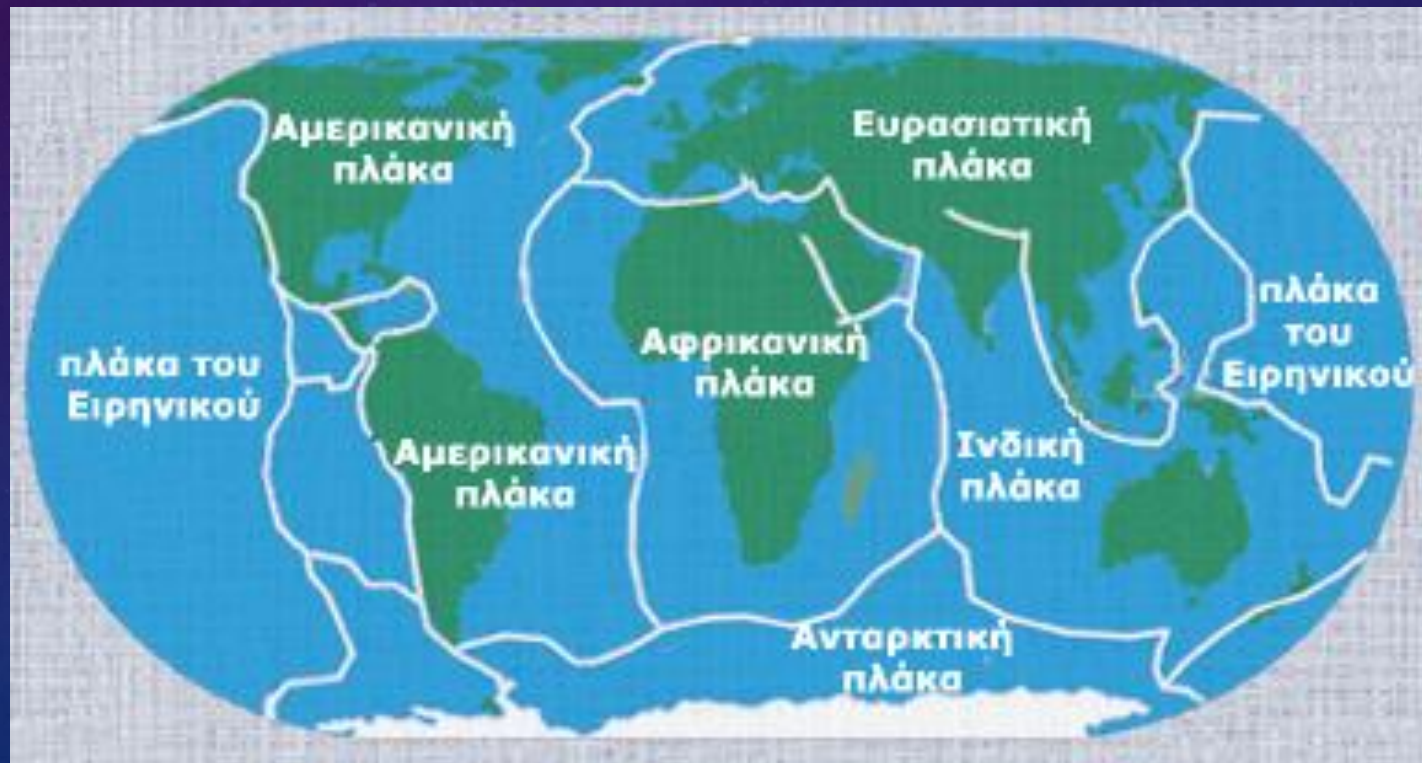 Αμερικανική
πλάκα
Ευρασιατική
πλάκα
πλάκα του
Ειρηνικού
Αφρικανική
πλάκα
πλάκα
του
Ειρηνικού
Αμερικανική
πλάκα
Ινδική
πλάκα
Ανταρκτική
πλάκα